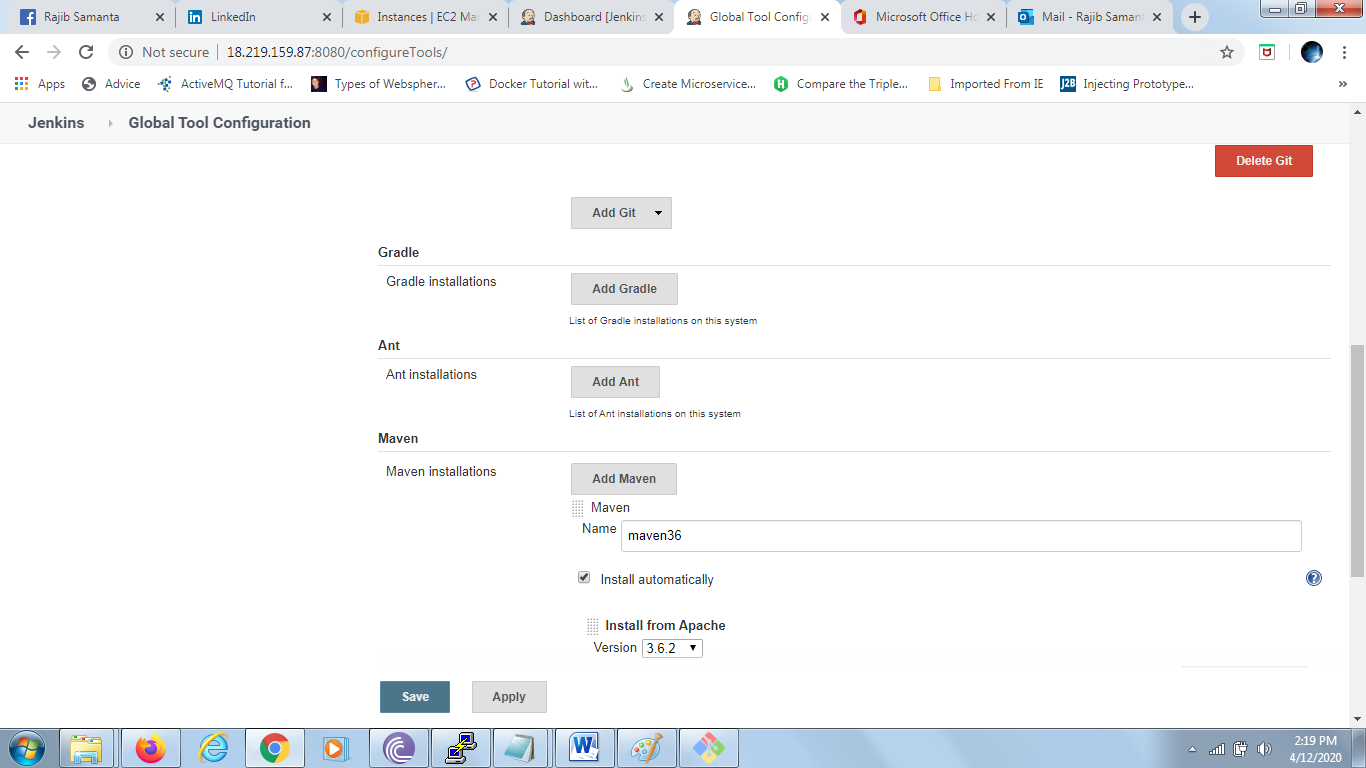 Rajib Samanta
LinkedIn
Instances | EC2 Mar
Dashboard [Jenkins
Global Tool Config
Microsoft Office Ho
Mail - Rajib Saman
Not secure
18.219.159.87:8080/configureTools/
Apps
Advice
ActiveMQ Tutorial f...
Types of Webspher...
Docker Tutorial wit...
Create Microservice...
Compare the Triple...
Imported From IE
J2B
Injecting Prototype...
»
Jenkins
Global Tool Configuration
Delete Git
Add Git
Gradle
Gradle installations
Add Gradle
List of Gradle installations on this system
Ant
Ant installations
Add Ant
List of Ant installations on this system
Maven
Maven installations
Add Maven
Maven
Name
maven36
Install automatically
Install from Apache
Version
3.6.2
Save
Apply
2:19 PM
4/12/2020